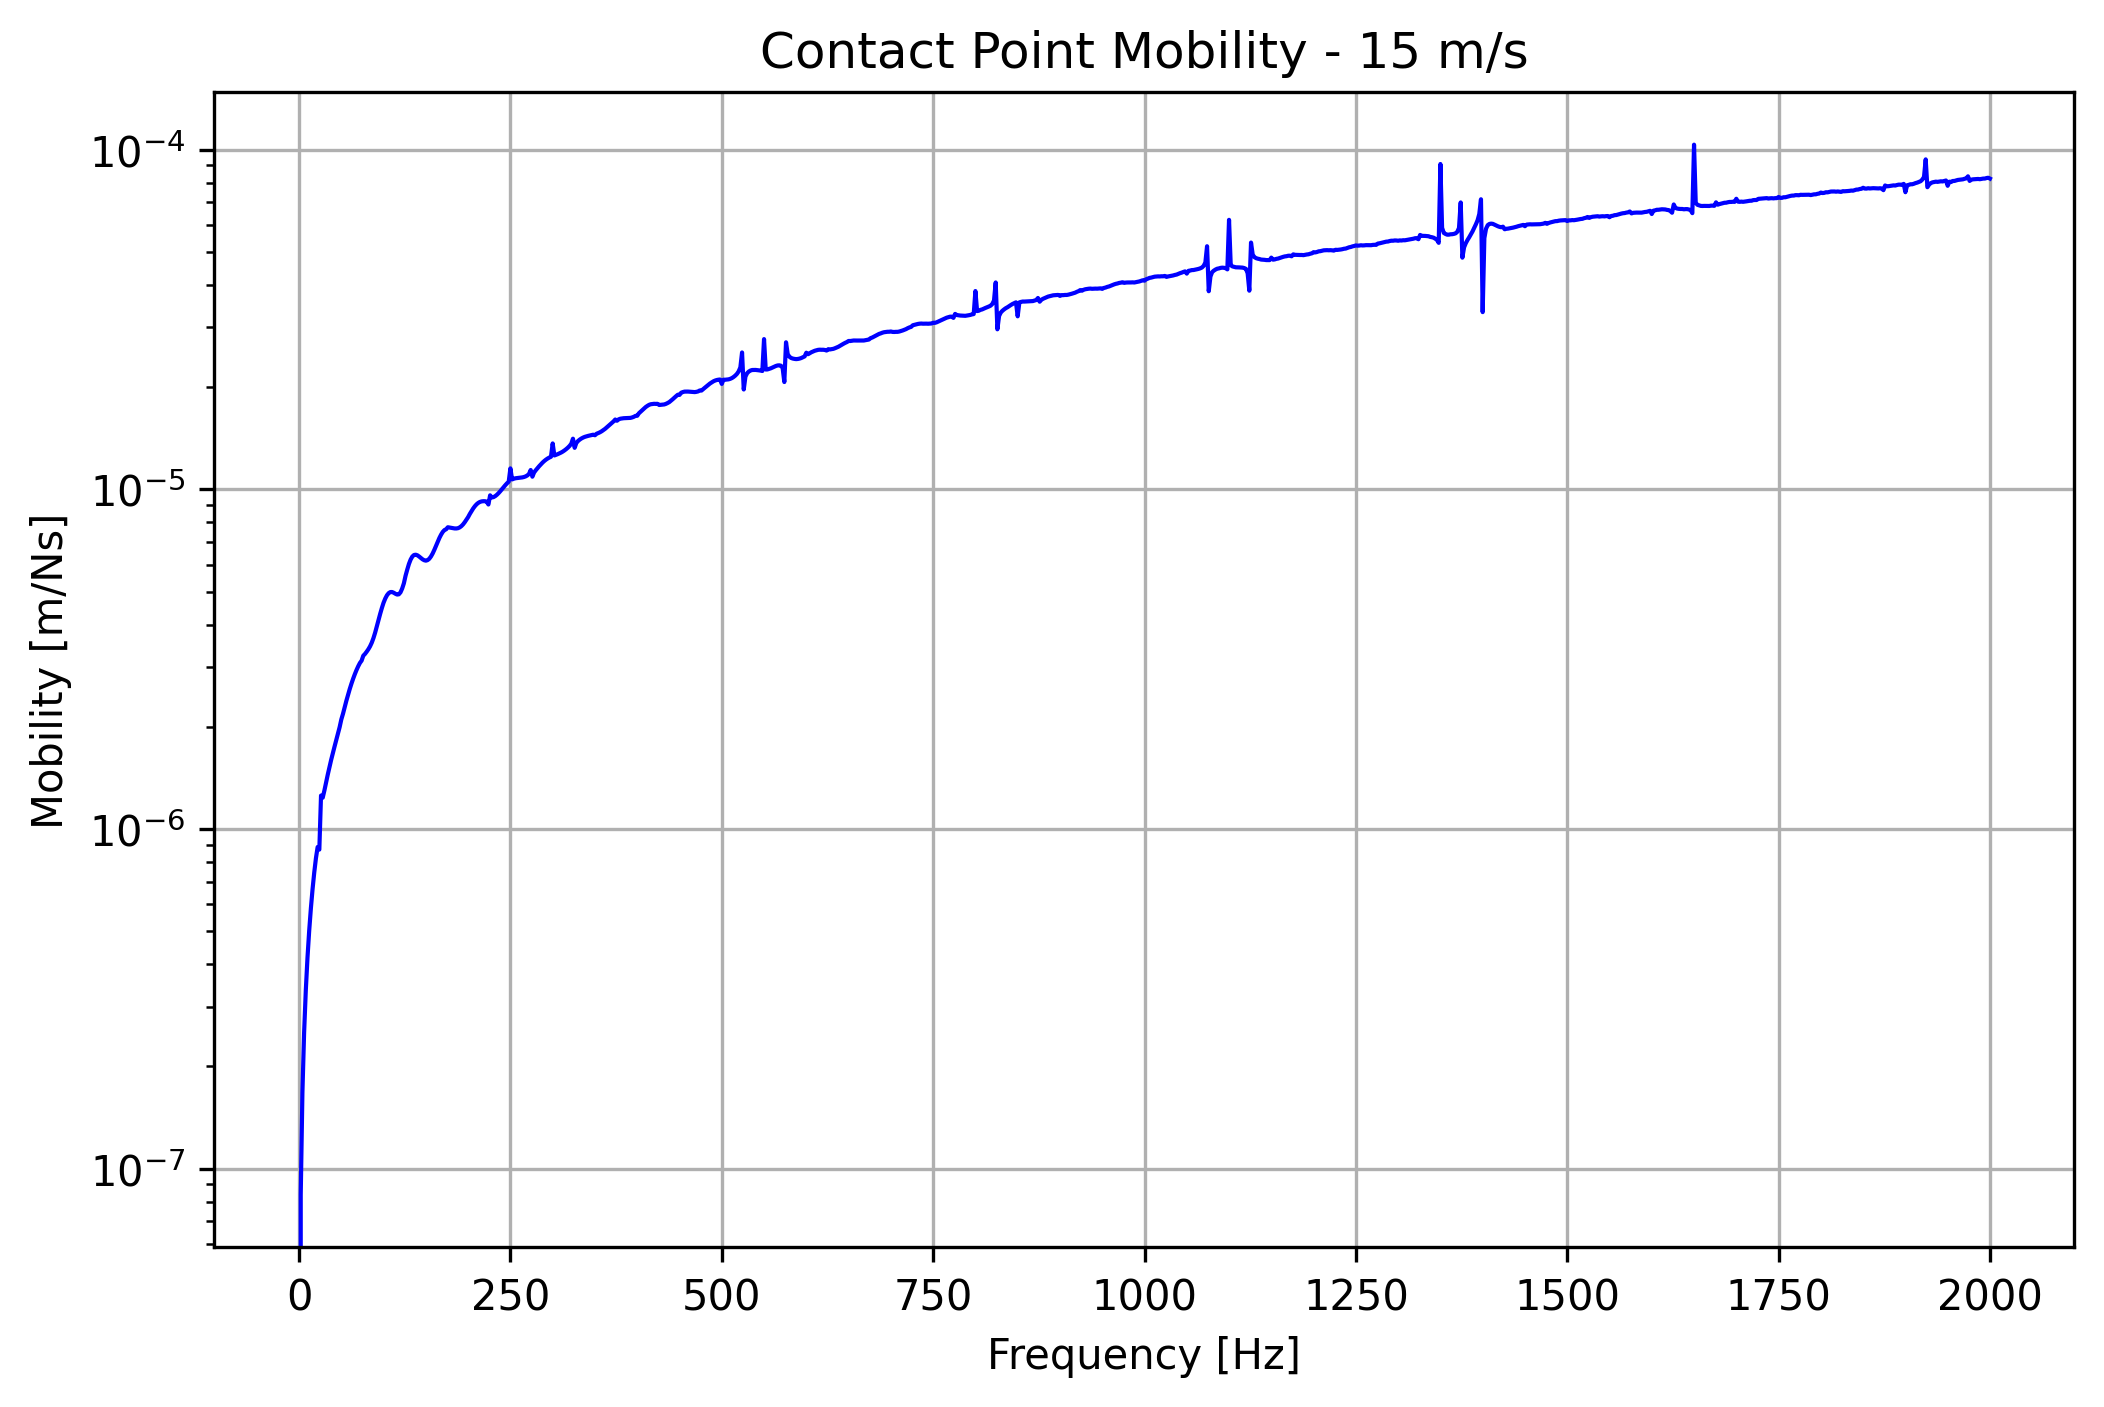 Contact Point Mobility - 15 m/s
Mobility [m/Ns]
10⁻⁴
10⁻⁵
10⁻⁶
10⁻⁷
0 250 500 750 1000 1250 1500 1750 2000
Frequency [Hz]